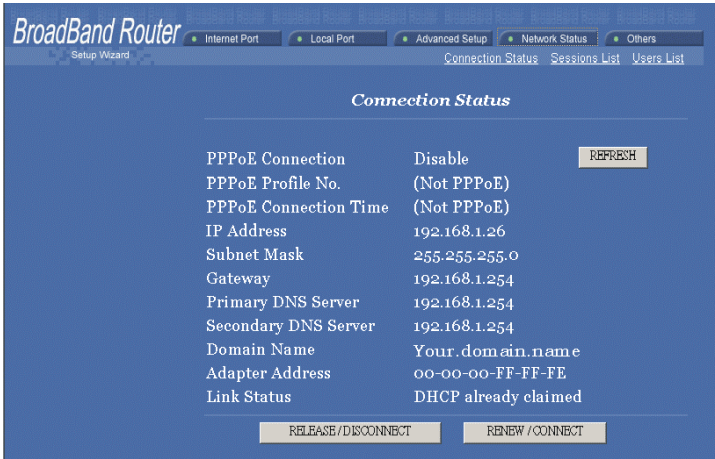 BroadBand Router
Internet Port Local Port Advanced Setup Network Status Others
Setup Wizard
Connection Status Sessions List Users List
Connection Status
PPPoE Connection Disable REFRESH
PPPoE Profile No. (Not PPPoE)
PPPoE Connection Time (Not PPPoE)
IP Address 192.168.1.26
Subnet Mask 255.255.255.0
Gateway 192.168.1.254
Primary DNS Server 192.168.1.254
Secondary DNS Server 192.168.1.254
Domain Name Your.domain.name
Adapter Address 00-00-00-FF-FF-FE
Link Status DHCP already claimed
RELEASE / DISCONNECT RENEW / CONNECT